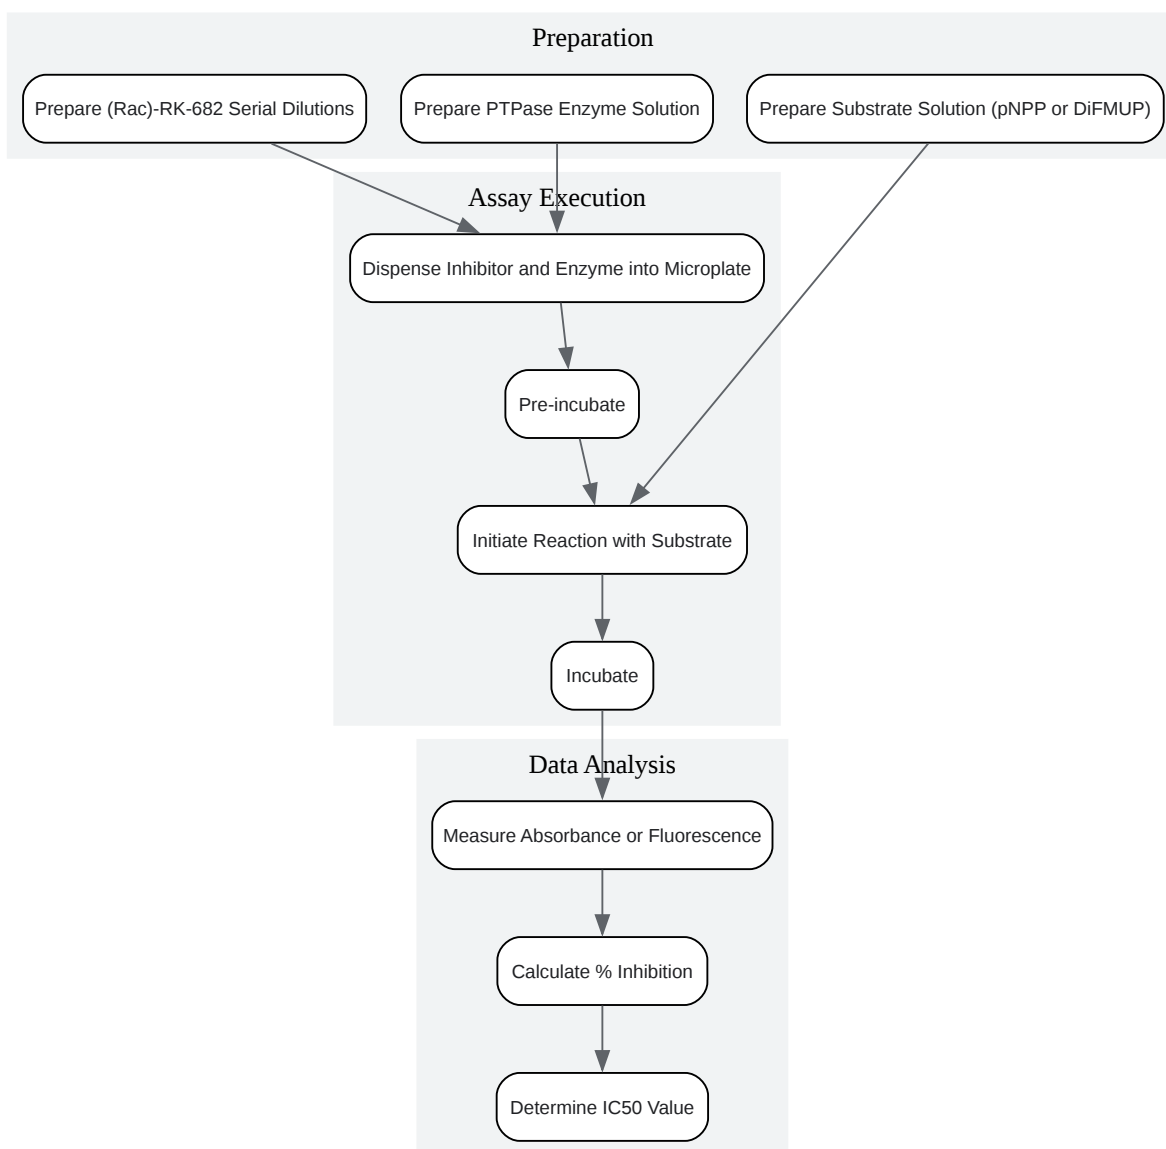 Preparation
Prepare (Rac)-RK-682 Serial Dilutions
Prepare PTPase Enzyme Solution
Prepare Substrate Solution (pNPP or DiFMUP)
Assay Execution
Dispense Inhibitor and Enzyme into Microplate
Pre-incubate
Initiate Reaction with Substrate
Incubate
Data Analysis
Measure Absorbance or Fluorescence
Calculate % Inhibition
Determine IC50 Value